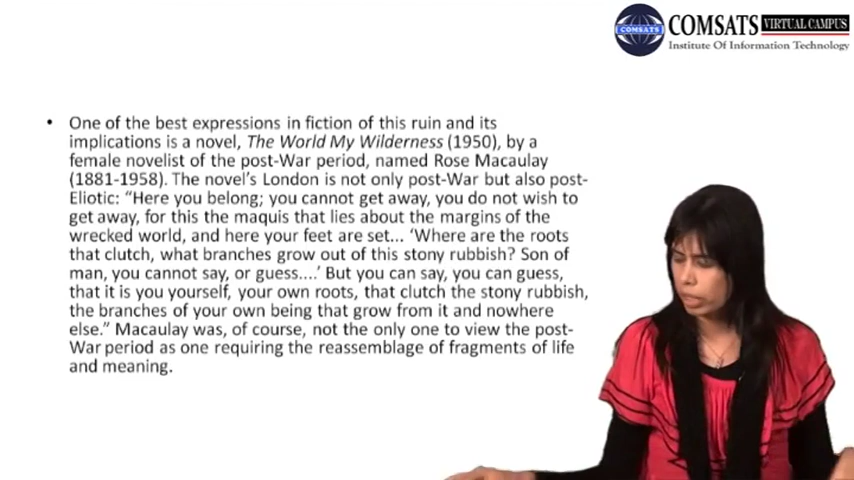 COMSATS
COMSATS VIRTUAL CAMPUS
Institute Of Information Technology
• One of the best expressions in fiction of this ruin and its
implications is a novel, The World My Wilderness (1950), by a
female novelist of the post-War period, named Rose Macaulay
(1881-1958). The novel's London is not only post-War but also post-
Eliotic: “Here you belong; you cannot get away, you do not wish to
get away, for this the maquis that lies about the margins of the
wrecked world, and here your feet are set... ‘Where are the roots
that clutch, what branches grow out of this stony rubbish? Son of
man, you cannot say, or guess....’ But you can say, you can guess,
that it is you yourself, your own roots, that clutch the stony rubbish,
the branches of your own being that grow from it and nowhere
else.” Macaulay was, of course, not the only one to view the post-
War period as one requiring the reassemblage of fragments of life
and meaning.